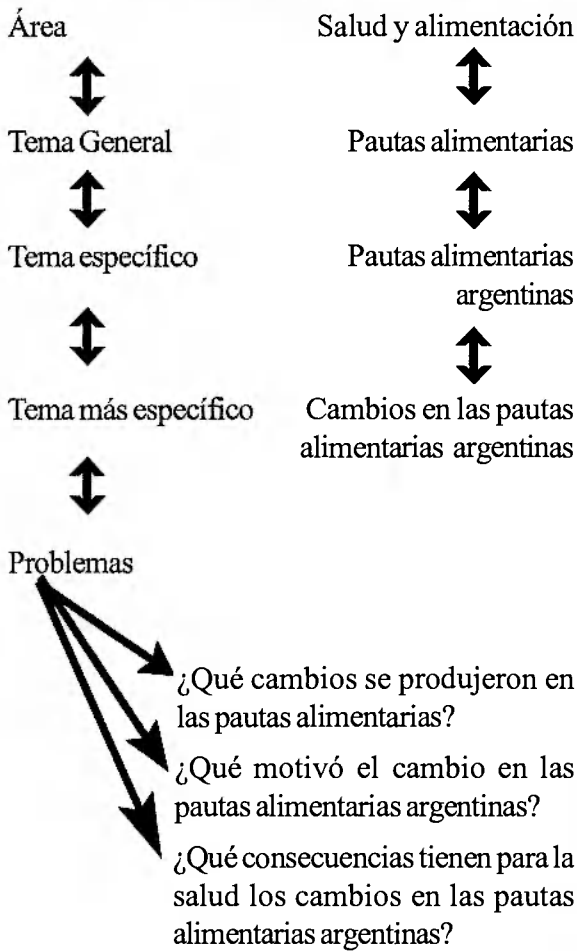 Área
Salud y alimentación
Tema General
Pautas alimentarias
Tema específico
Pautas alimentarias
argentinas
Tema más específico
Cambios en las pautas
alimentarias argentinas
Problemas
¿Qué cambios se produjeron en
las pautas alimentarias?
¿Qué motivó el cambio en las
pautas alimentarias argentinas?
¿Qué consecuencias tienen para la
salud los cambios en las pautas
alimentarias argentinas?